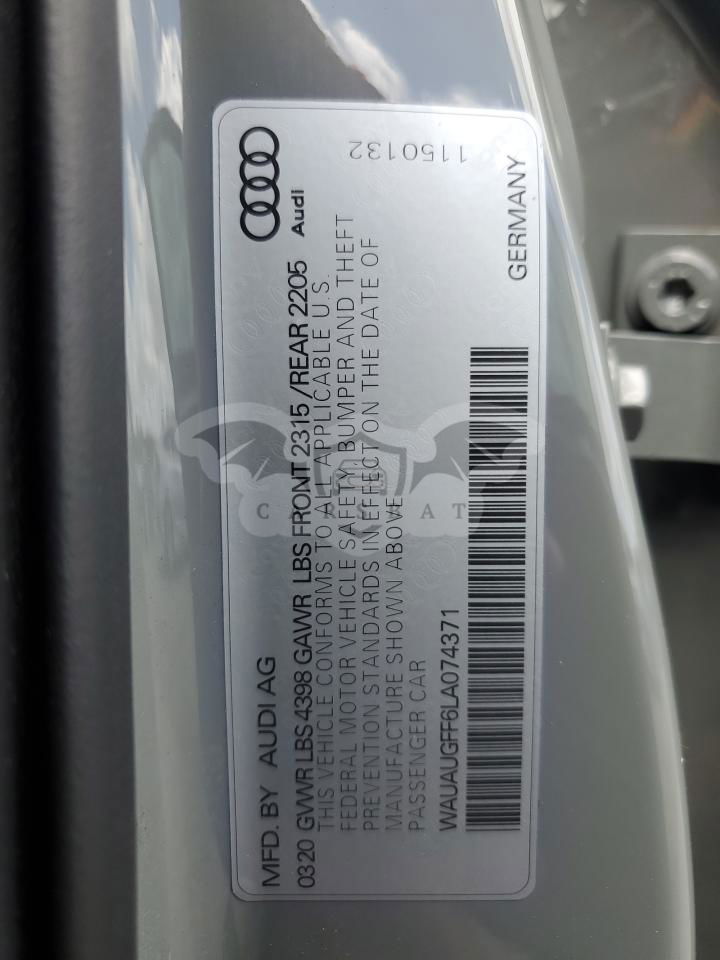 Audi
1150132
MFD. BY AUDI AG
0320 GVWR LBS 4398 GAWR LBS FRONT 2315 /REAR 2205
THIS VEHICLE CONFORMS TO ALL APPLICABLE U.S.
FEDERAL MOTOR VEHICLE SAFETY, BUMPER AND THEFT
PREVENTION STANDARDS IN EFFECT ON THE DATE OF
MANUFACTURE SHOWN ABOVE
PASSENGER CAR
WAUAUGFF6LA074371
GERMANY